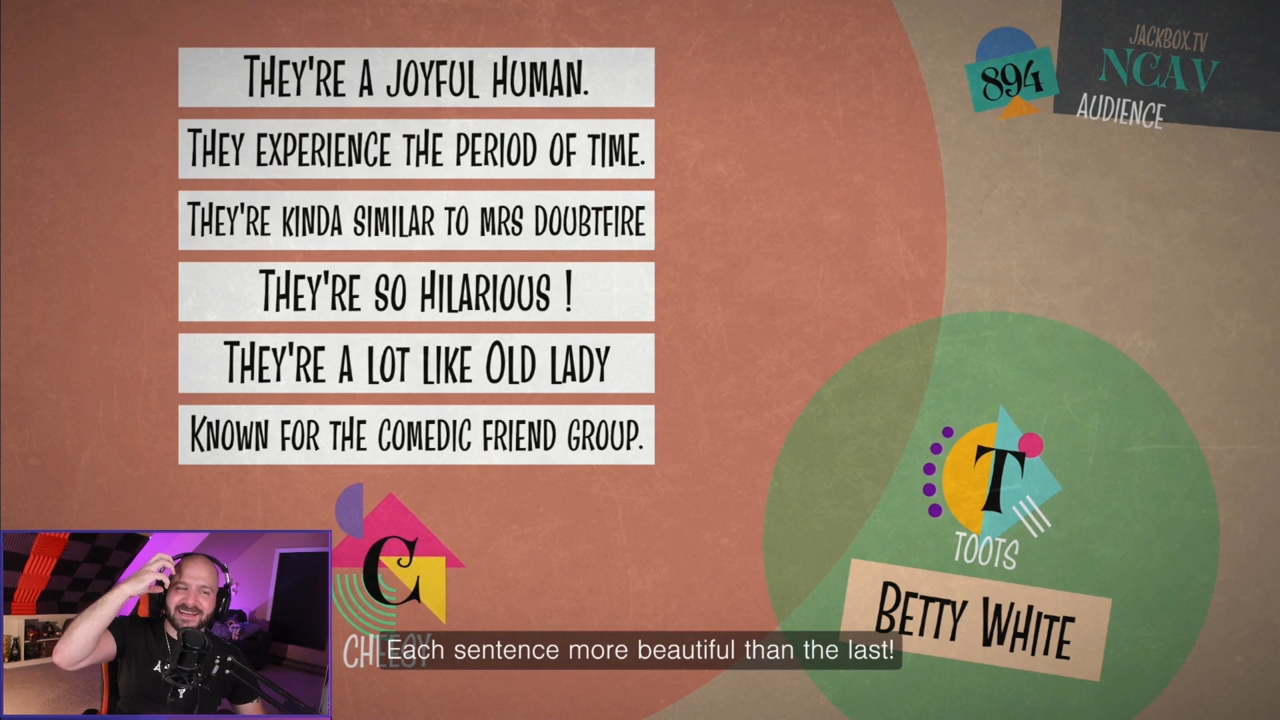 THEY'RE A JOYFUL HUMAN.
THEY EXPERIENCE THE PERIOD OF TIME.
THEY'RE KINDA SIMILAR TO MRS DOUBTFIRE
THEY'RE SO HILARIOUS !
THEY'RE A LOT LIKE OLD LADY
KNOWN FOR THE COMEDIC FRIEND GROUP.
894
JACKBOX.TV
NCAV
AUDIENCE
C
CHEESY
T
TOOTS
BETTY WHITE
Each sentence more beautiful than the last!